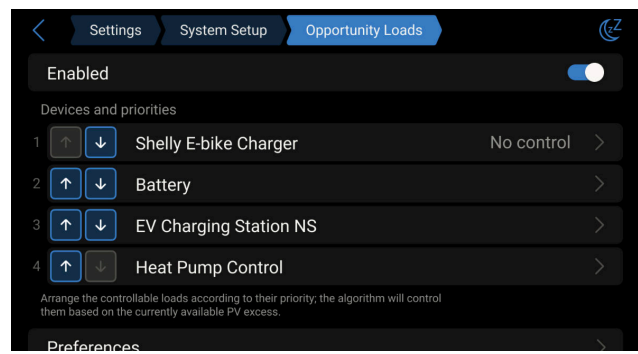 Settings System Setup Opportunity Loads
Enabled
Devices and priorities
1 Shelly E-bike Charger No control
2 Battery
3 EV Charging Station NS
4 Heat Pump Control
Arrange the controllable loads according to their priority; the algorithm will control
them based on the currently available PV excess.
Preferences